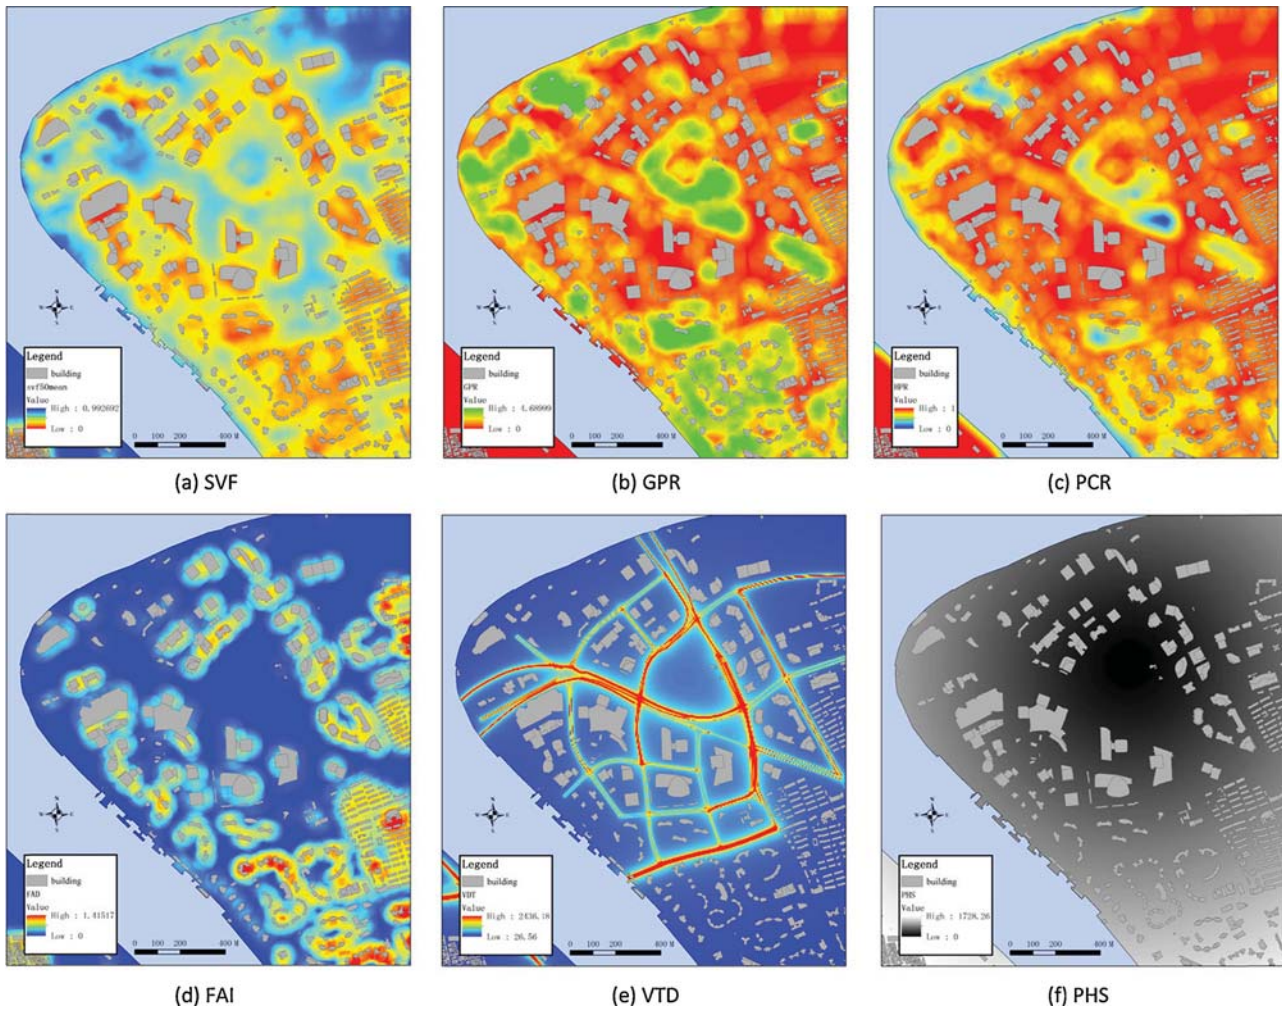 Legend
building
svf50mean
Value
High : 0.992692
Low : 0
0 100 200 400 M
(a) SVF
Legend
building
GPR
Value
High : 4.68999
Low : 0
0 100 200 400 M
(b) GPR
Legend
building
Value
High : 1
Low : 0
0 100 200 400 M
(c) PCR
Legend
building
FAD
Value
High : 1.41517
Low : 0
0 100 200 400 M
(d) FAI
Legend
building
VDT
Value
High : 2436.18
Low : 26.56
0 100 200 400 M
(e) VTD
Legend
building
PHS
Value
High : 1728.26
Low : 0
0 100 200 400 M
(f) PHS